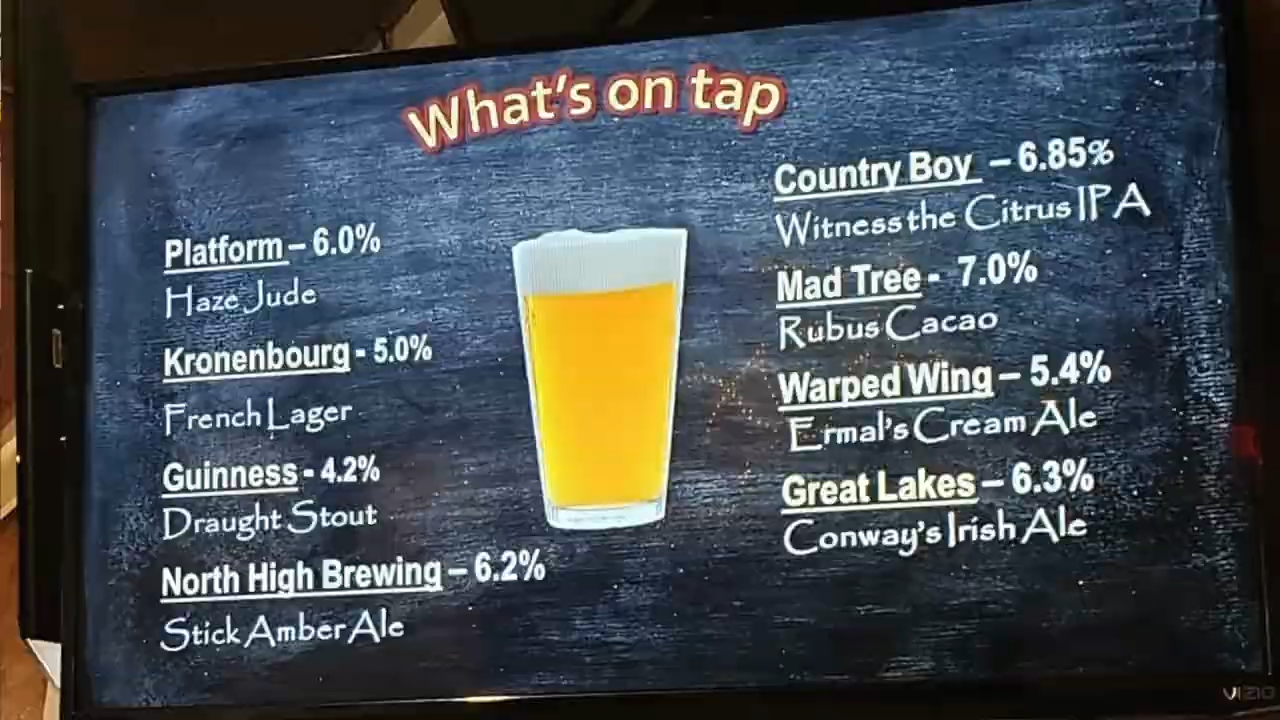 What's on tap
Platform – 6.0%
Haze Jude
Kronenbourg - 5.0%
French Lager
Guinness - 4.2%
Draught Stout
North High Brewing – 6.2%
Stick Amber Ale
Country Boy – 6.85%
Witness the Citrus IPA
Mad Tree - 7.0%
Rubus Cacao
Warped Wing – 5.4%
Ermal's Cream Ale
Great Lakes – 6.3%
Conway's Irish Ale
VIZIO